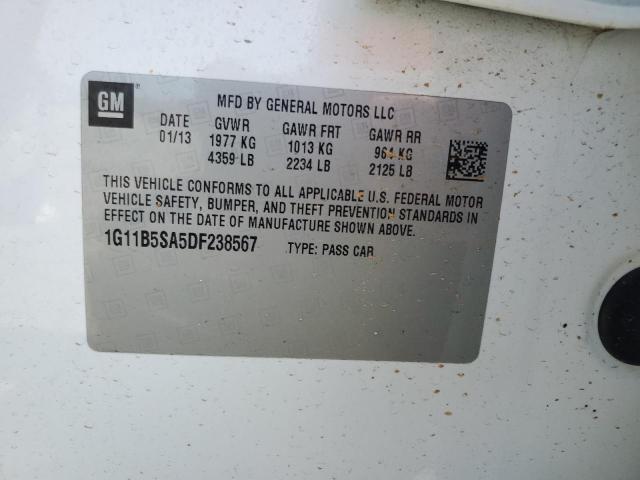 GM
®
MFD BY GENERAL MOTORS LLC
DATE GVWR GAWR FRT GAWR RR
01/13 1977 KG 1013 KG 964 KG
4359 LB 2234 LB 2125 LB
THIS VEHICLE CONFORMS TO ALL APPLICABLE U.S. FEDERAL MOTOR
VEHICLE SAFETY, BUMPER, AND THEFT PREVENTION STANDARDS IN
EFFECT ON THE DATE OF MANUFACTURE SHOWN ABOVE.
1G11B5SA5DF238567 TYPE: PASS CAR